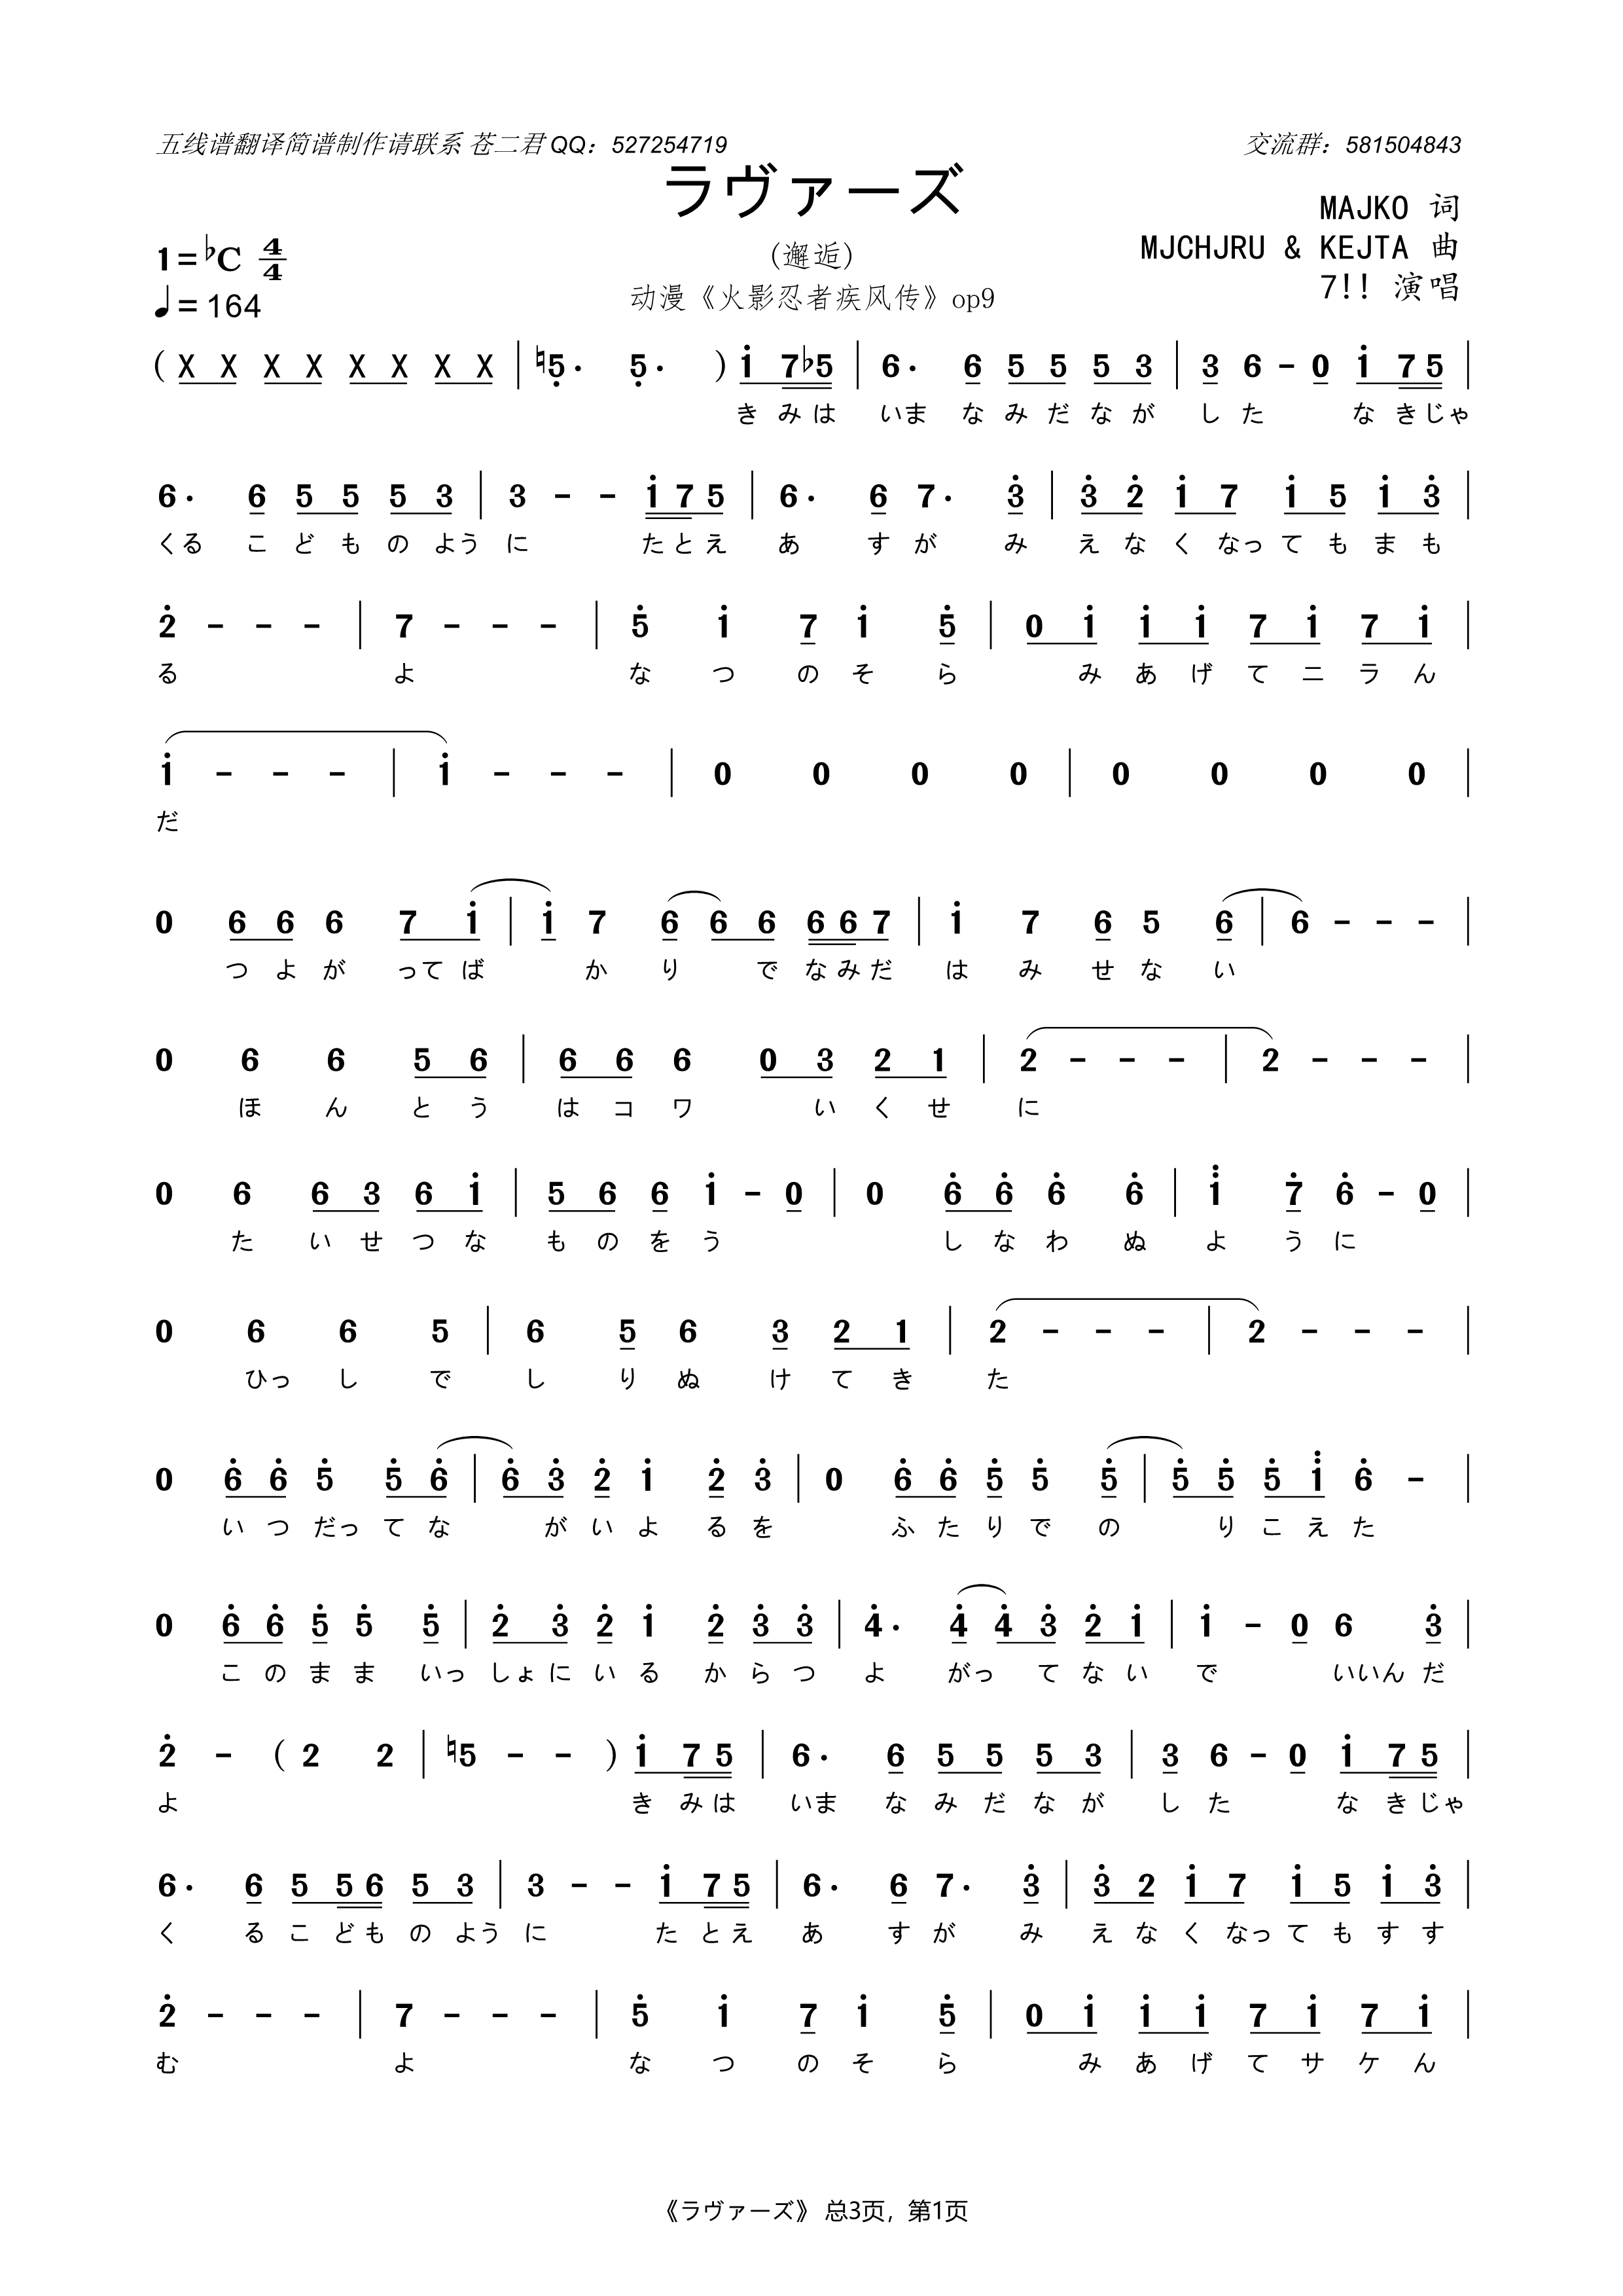 五线谱翻译简谱制作请联系 苍二君 QQ：527254719 交流群：581504843
ラヴァーズ
MAJKO 词
(邂逅)
MJCHJRU & KEJTA 曲
动漫《火影忍者疾风传》op9
7!! 演唱
1=♭C 4/4
♩=164
( X X X X X X X X | ♮5̣· 5̣· ) i 7 ♭5 | 6· 6 5 5 5 3 | 3 6 - 0 i 7 5 |
き み は いま な み だ な が し た な き じゃ
6· 6 5 5 5 3 | 3 - - i 7 5 | 6· 6 7· 3̇ | 3̇ 2̇ i 7 i 5 i 3̇ |
くる こ ど も の よう に た と え あ す が み え な く なっ て も ま も
2̇ - - - | 7 - - - | 5̇ i 7 i 5̇ | 0 i i i 7 i 7 i |
る よ な つ の そ ら み あ げ て ニ ラ ん
i - - - | i - - - | 0 0 0 0 | 0 0 0 0 |
だ
0 6 6 6 7 i | i 7 6 6 6 6 6 7 | i 7 6 5 6 | 6 - - - |
つ よ が って ば か り で な み だ は み せ な い
0 6 6 5 6 | 6 6 6 0 3 2 1 | 2 - - - | 2 - - - |
ほ ん と う は コ ワ い く せ に
0 6 6 3 6 i | 5 6 6 i - 0 | 0 6̇ 6̇ 6̇ 6̇ | 1̈ 7̇ 6̇ - 0 |
た い せ つ な も の を う し な わ ぬ よ う に
0 6 6 5 | 6 5 6 3 2 1 | 2 - - - | 2 - - - |
ひっ し で し り ぬ け て き た
0 6̇ 6̇ 5̇ 5̇ 6̇ | 6̇ 3̇ 2̇ i 2̇ 3̇ | 0 6̇ 6̇ 5̇ 5̇ 5̇ | 5̇ 5̇ 5̇ 1̈ 6̇ - |
い つ だっ て な が い よ る を ふ た り で の り こ え た
0 6̇ 6̇ 5̇ 5̇ 5̇ | 2̇ 3̇ 2̇ i 2̇ 3̇ 3̇ | 4̇· 4̇ 4̇ 3̇ 2̇ i | i - 0 6 3̇ |
こ の ま ま いっ しょ に い る か ら つ よ がっ て な い で いいん だ
2̇ - ( 2 2 | ♮5 - - ) i 7 5 | 6· 6 5 5 5 3 | 3 6 - 0 i 7 5 |
よ き み は いま な み だ な が し た な き じゃ
6· 6 5 5 6 5 3 | 3 - - i 7 5 | 6· 6 7· 3̇ | 3̇ 2 i 7 i 5 i 3̇ |
く る こ ど も の よう に た と え あ す が み え な く なっ て も す す
2̇ - - - | 7 - - - | 5̇ i 7 i 5̇ | 0 i i i 7 i 7 i |
む よ な つ の そ ら み あ げ て サ ケ ん
《ラヴァーズ》 总3页，第1页